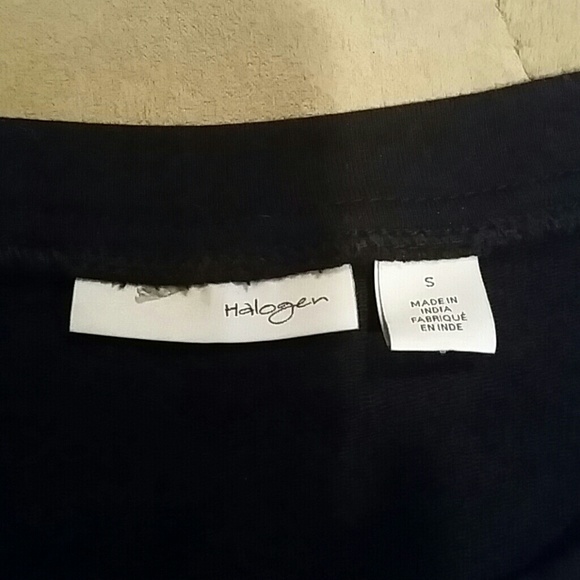 Halogen
S
MADE IN
INDIA
FABRIQUÉ
EN INDE